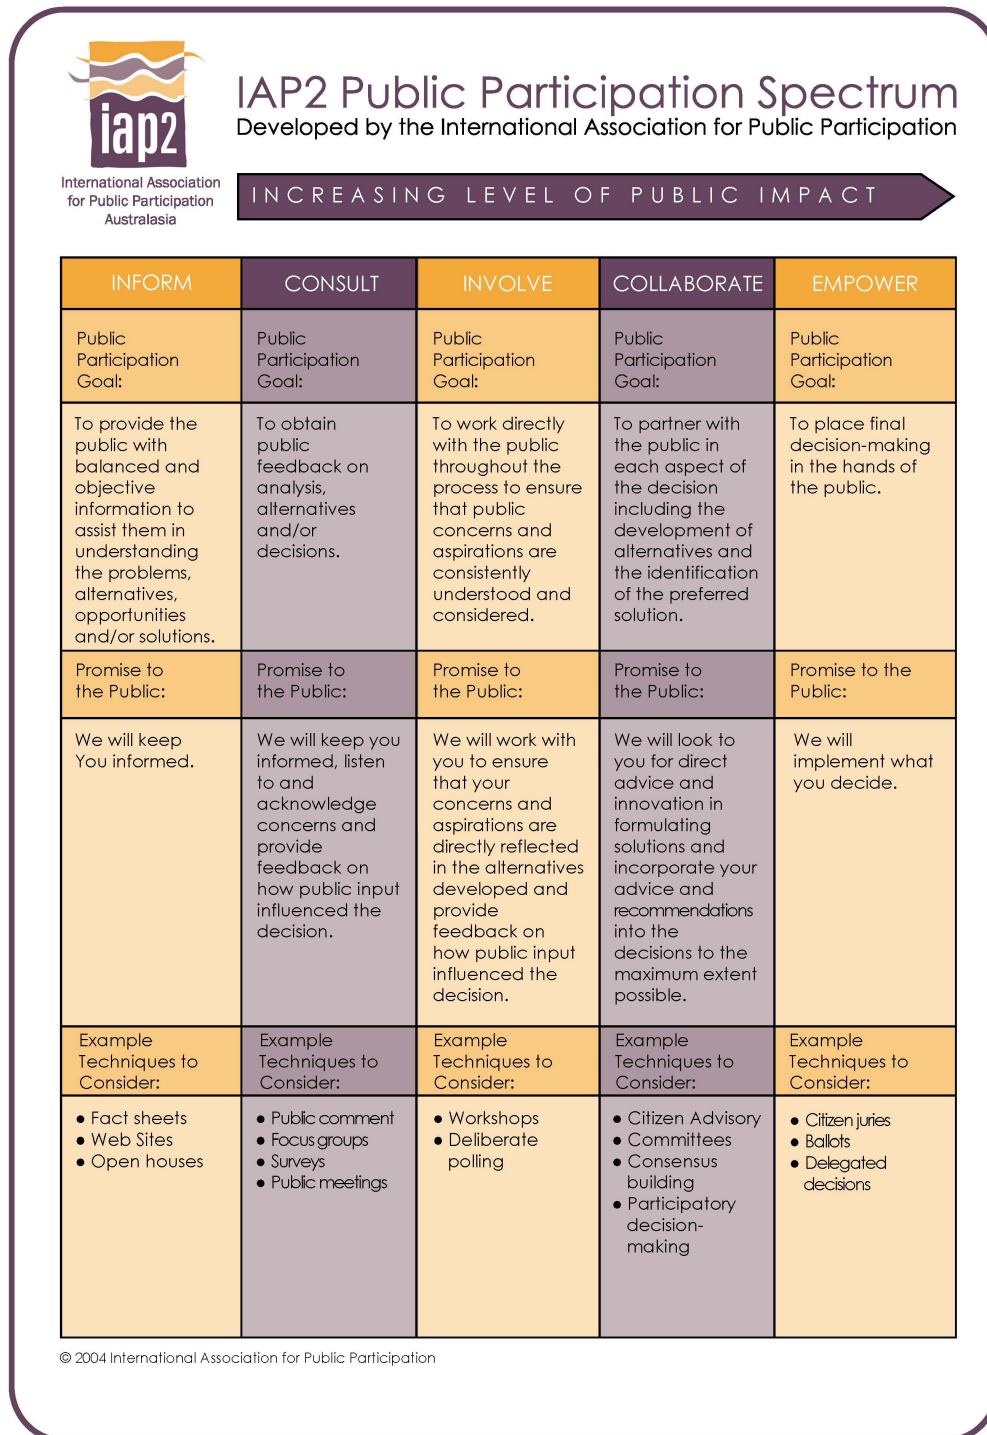 iap2
International Association
for Public Participation
Australasia
IAP2 Public Participation Spectrum
Developed by the International Association for Public Participation
INCREASING LEVEL OF PUBLIC IMPACT
INFORM
Public
Participation
Goal:
To provide the
public with
balanced and
objective
information to
assist them in
understanding
the problems,
alternatives,
opportunities
and/or solutions.
Promise to
the Public:
We will keep
You informed.
Example
Techniques to
Consider:
● Fact sheets
● Web Sites
● Open houses
CONSULT
Public
Participation
Goal:
To obtain
public
feedback on
analysis,
alternatives
and/or
decisions.
Promise to
the Public:
We will keep you
informed, listen
to and
acknowledge
concerns and
provide
feedback on
how public input
influenced the
decision.
Example
Techniques to
Consider:
● Public comment
● Focus groups
● Surveys
● Public meetings
INVOLVE
Public
Participation
Goal:
To work directly
with the public
throughout the
process to ensure
that public
concerns and
aspirations are
consistently
understood and
considered.
Promise to
the Public:
We will work with
you to ensure
that your
concerns and
aspirations are
directly reflected
in the alternatives
developed and
provide
feedback on
how public input
influenced the
decision.
Example
Techniques to
Consider:
● Workshops
● Deliberate
polling
COLLABORATE
Public
Participation
Goal:
To partner with
the public in
each aspect of
the decision
including the
development of
alternatives and
the identification
of the preferred
solution.
Promise to
the Public:
We will look to
you for direct
advice and
innovation in
formulating
solutions and
incorporate your
advice and
recommendations
into the
decisions to the
maximum extent
possible.
Example
Techniques to
Consider:
● Citizen Advisory
● Committees
● Consensus
building
● Participatory
decision-
making
EMPOWER
Public
Participation
Goal:
To place final
decision-making
in the hands of
the public.
Promise to the
Public:
We will
implement what
you decide.
Example
Techniques to
Consider:
● Citizen juries
● Ballots
● Delegated
decisions
© 2004 International Association for Public Participation